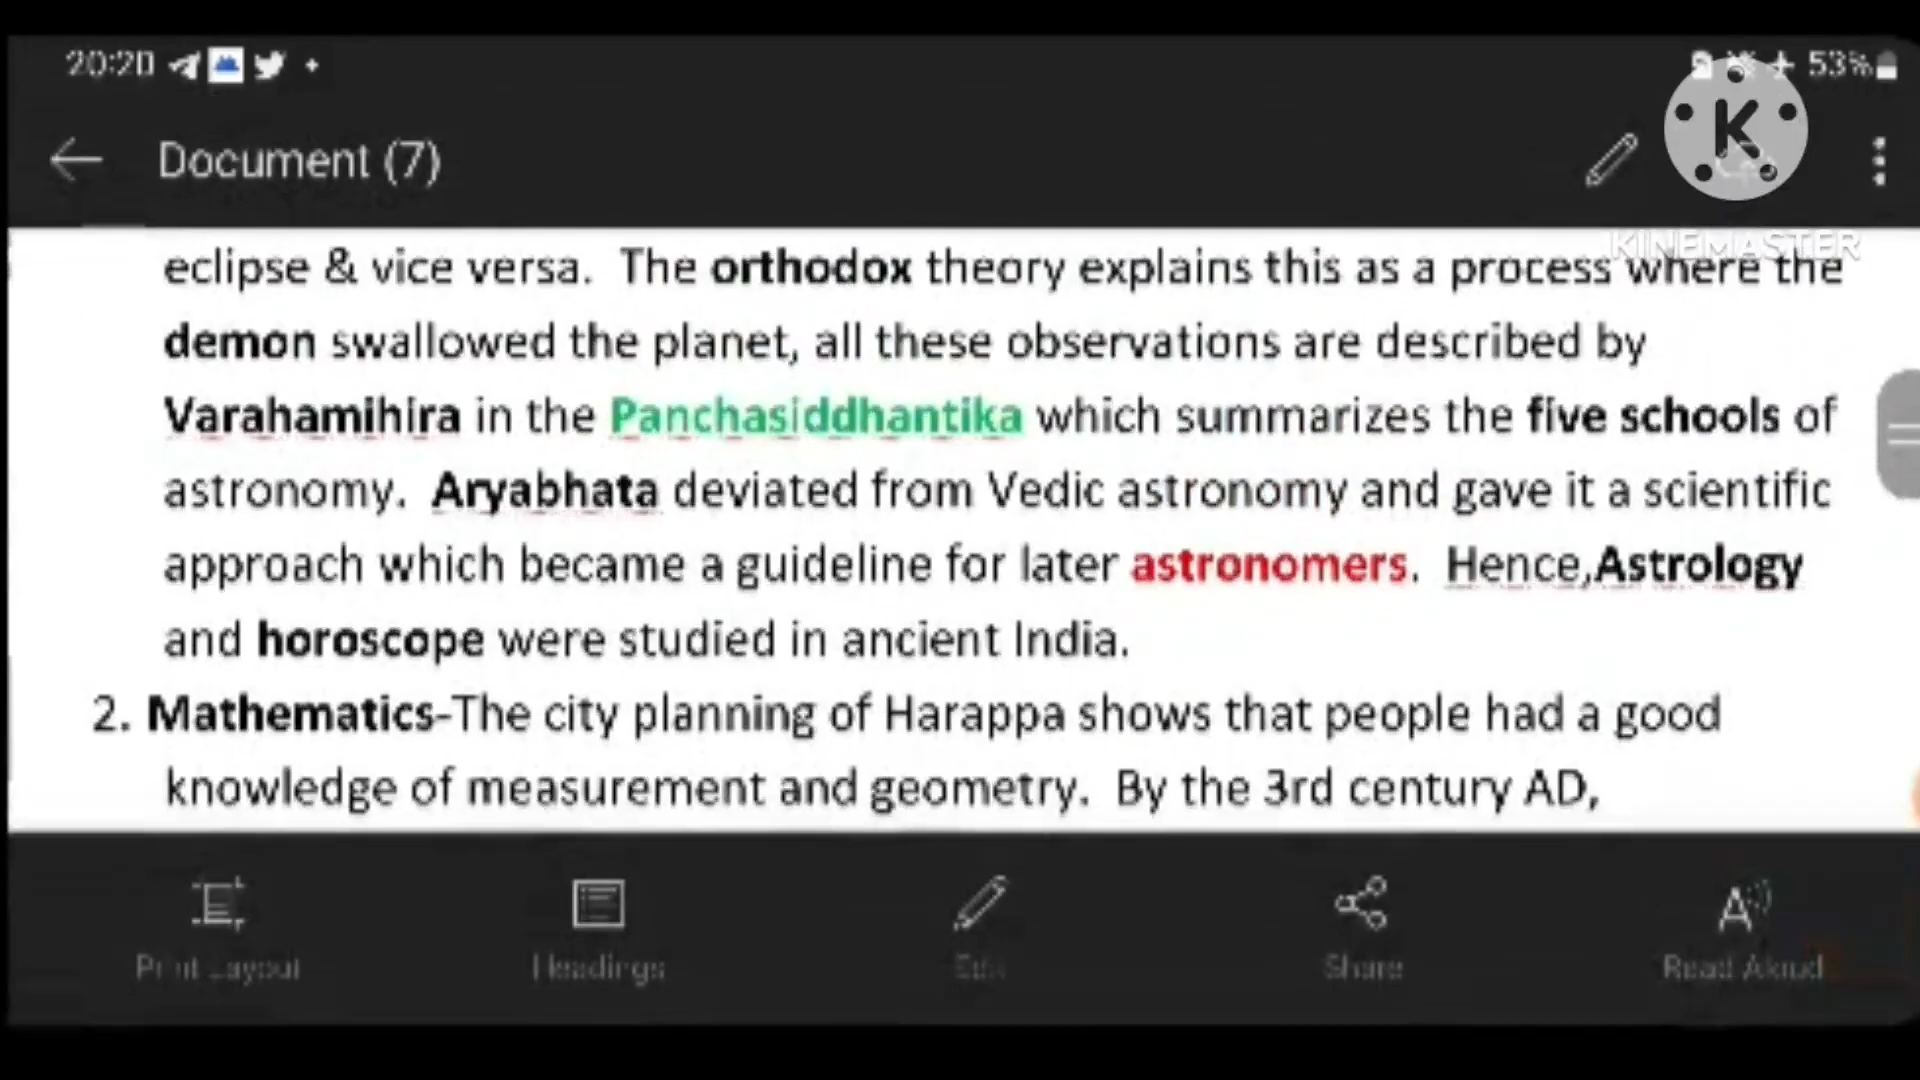 20:20
53%
Document (7)
KINEMASTER
eclipse & vice versa. The orthodox theory explains this as a process where the
demon swallowed the planet, all these observations are described by
Varahamihira in the Panchasiddhantika which summarizes the five schools of
astronomy. Aryabhata deviated from Vedic astronomy and gave it a scientific
approach which became a guideline for later astronomers. Hence,Astrology
and horoscope were studied in ancient India.
2. Mathematics-The city planning of Harappa shows that people had a good
knowledge of measurement and geometry. By the 3rd century AD,
Print Layout
Headings
Edit
Share
Read Aloud